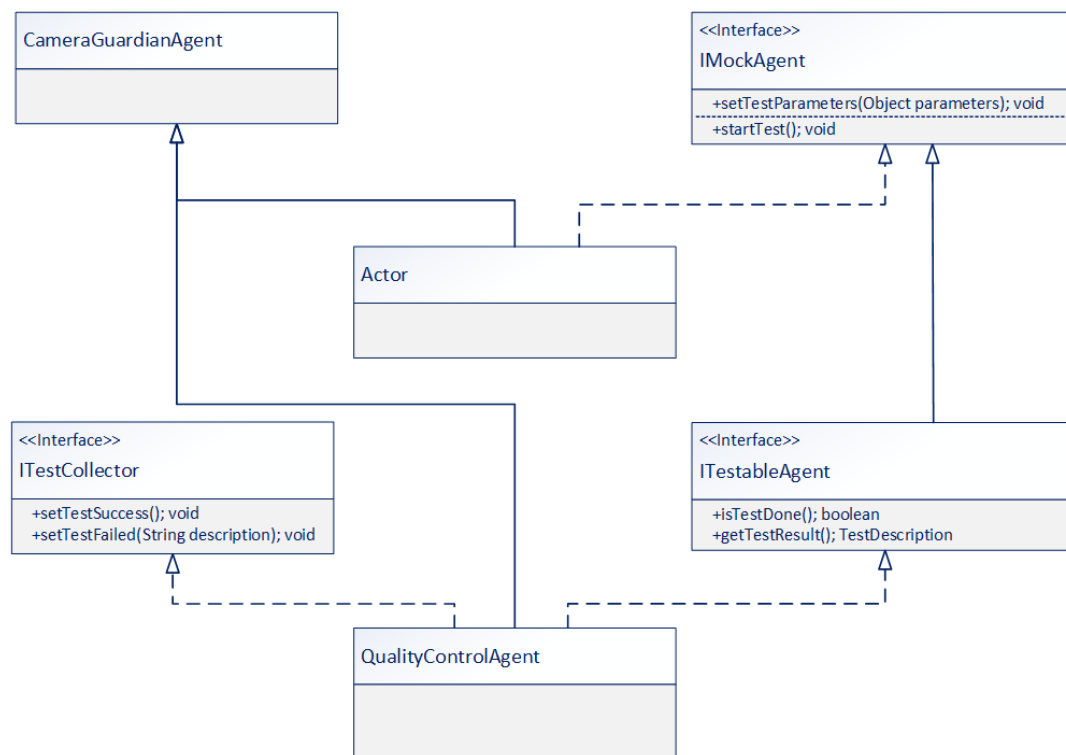 CameraGuardianAgent
<<Interface>>
IMockAgent
+setTestParameters(Object parameters); void
+startTest(); void
Actor
<<Interface>>
ITestCollector
+setTestSuccess(); void
+setTestFailed(String description); void
<<Interface>>
ITestableAgent
+isTestDone(); boolean
+getTestResult(); TestDescription
QualityControlAgent